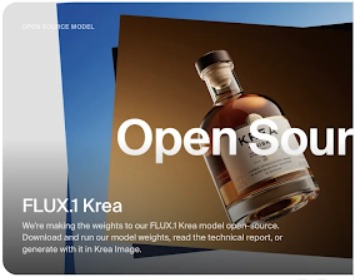 OPEN SOURCE MODEL
Open Sour
KREA
FLUX.1 Krea
We're making the weights to our FLUX.1 Krea model open-source.
Download and run our model weights, read the technical report, or
generate with it in Krea Image.